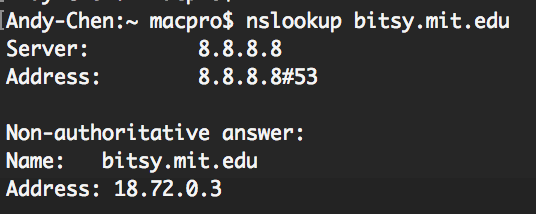 [Andy-Chen:~ macpro$ nslookup bitsy.mit.edu
Server:		8.8.8.8
Address:	8.8.8.8#53

Non-authoritative answer:
Name:	bitsy.mit.edu
Address: 18.72.0.3